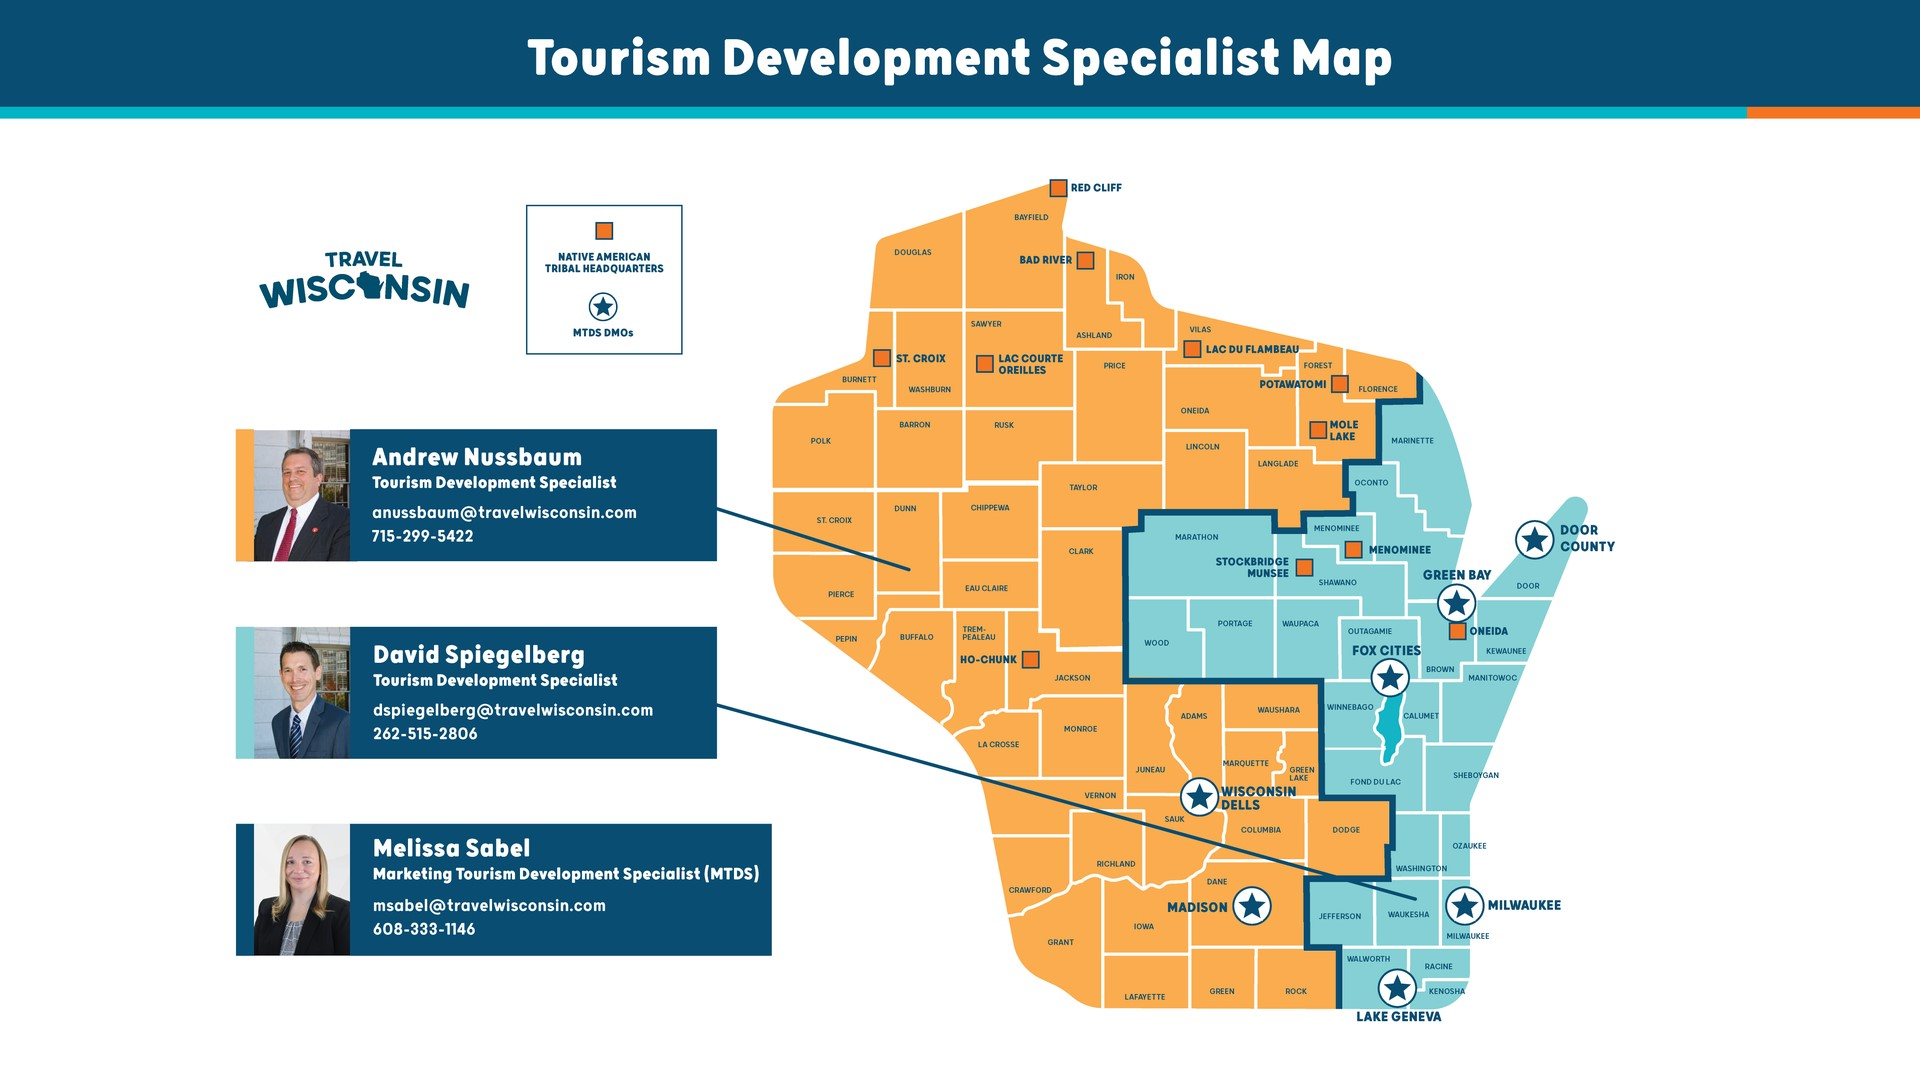 Tourism Development Specialist Map
TRAVEL
WISCONSIN
NATIVE AMERICAN
TRIBAL HEADQUARTERS
MTDS DMOs
Andrew Nussbaum
Tourism Development Specialist
anussbaum@travelwisconsin.com
715-299-5422
David Spiegelberg
Tourism Development Specialist
dspiegelberg@travelwisconsin.com
262-515-2806
Melissa Sabel
Marketing Tourism Development Specialist (MTDS)
msabel@travelwisconsin.com
608-333-1146
RED CLIFF
BAYFIELD
DOUGLAS
BAD RIVER
IRON
SAWYER
ASHLAND
VILAS
LAC DU FLAMBEAU
ST. CROIX
LAC COURTE
OREILLES
PRICE
FOREST
BURNETT
WASHBURN
POTAWATOMI
FLORENCE
ONEIDA
POLK
BARRON
RUSK
MOLE
LAKE
MARINETTE
LINCOLN
LANGLADE
OCONTO
TAYLOR
ST. CROIX
DUNN
CHIPPEWA
MENOMINEE
DOOR
COUNTY
MARATHON
CLARK
MENOMINEE
STOCKBRIDGE
MUNSEE
SHAWANO
GREEN BAY
DOOR
PIERCE
EAU CLAIRE
PEPIN
BUFFALO
TREM-
PEALEAU
WOOD
PORTAGE
WAUPACA
OUTAGAMIE
ONEIDA
FOX CITIES
KEWAUNEE
HO-CHUNK
JACKSON
BROWN
MANITOWOC
ADAMS
WAUSHARA
WINNEBAGO
CALUMET
MONROE
LA CROSSE
JUNEAU
MARQUETTE
GREEN
LAKE
FOND DU LAC
SHEBOYGAN
VERNON
WISCONSIN
DELLS
SAUK
COLUMBIA
DODGE
OZAUKEE
RICHLAND
WASHINGTON
CRAWFORD
DANE
MADISON
JEFFERSON
WAUKESHA
MILWAUKEE
MILWAUKEE
IOWA
GRANT
WALWORTH
RACINE
LAFAYETTE
GREEN
ROCK
KENOSHA
LAKE GENEVA